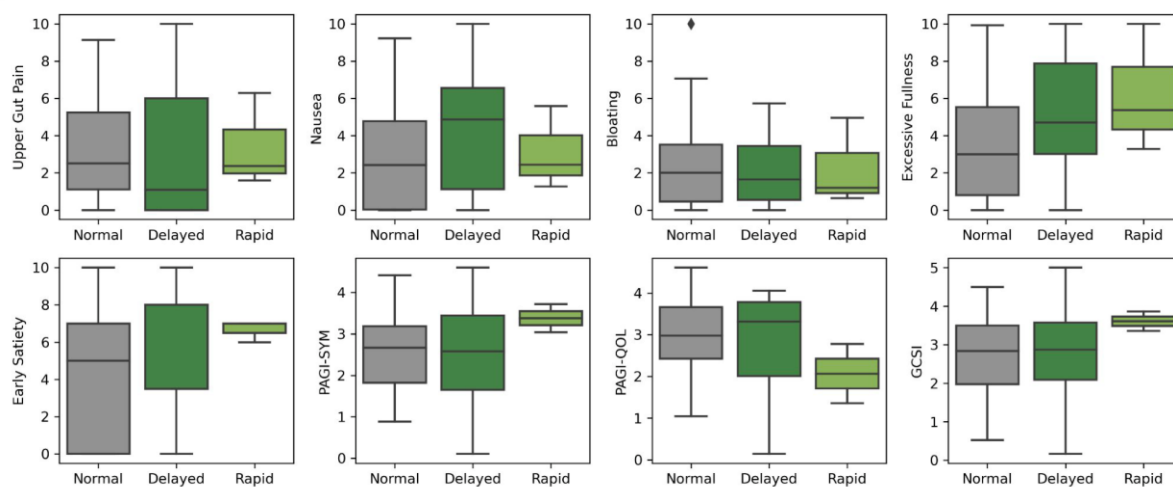 Upper Gut Pain
10
8
6
4
2
0
Normal Delayed Rapid
Nausea
10
8
6
4
2
0
Normal Delayed Rapid
Bloating
10
8
6
4
2
0
Normal Delayed Rapid
Excessive Fullness
10
8
6
4
2
0
Normal Delayed Rapid
Early Satiety
10
8
6
4
2
0
Normal Delayed Rapid
PAGI-SYM
4
3
2
1
0
Normal Delayed Rapid
PAGI-QOL
4
3
2
1
0
Normal Delayed Rapid
GCSI
5
4
3
2
1
0
Normal Delayed Rapid